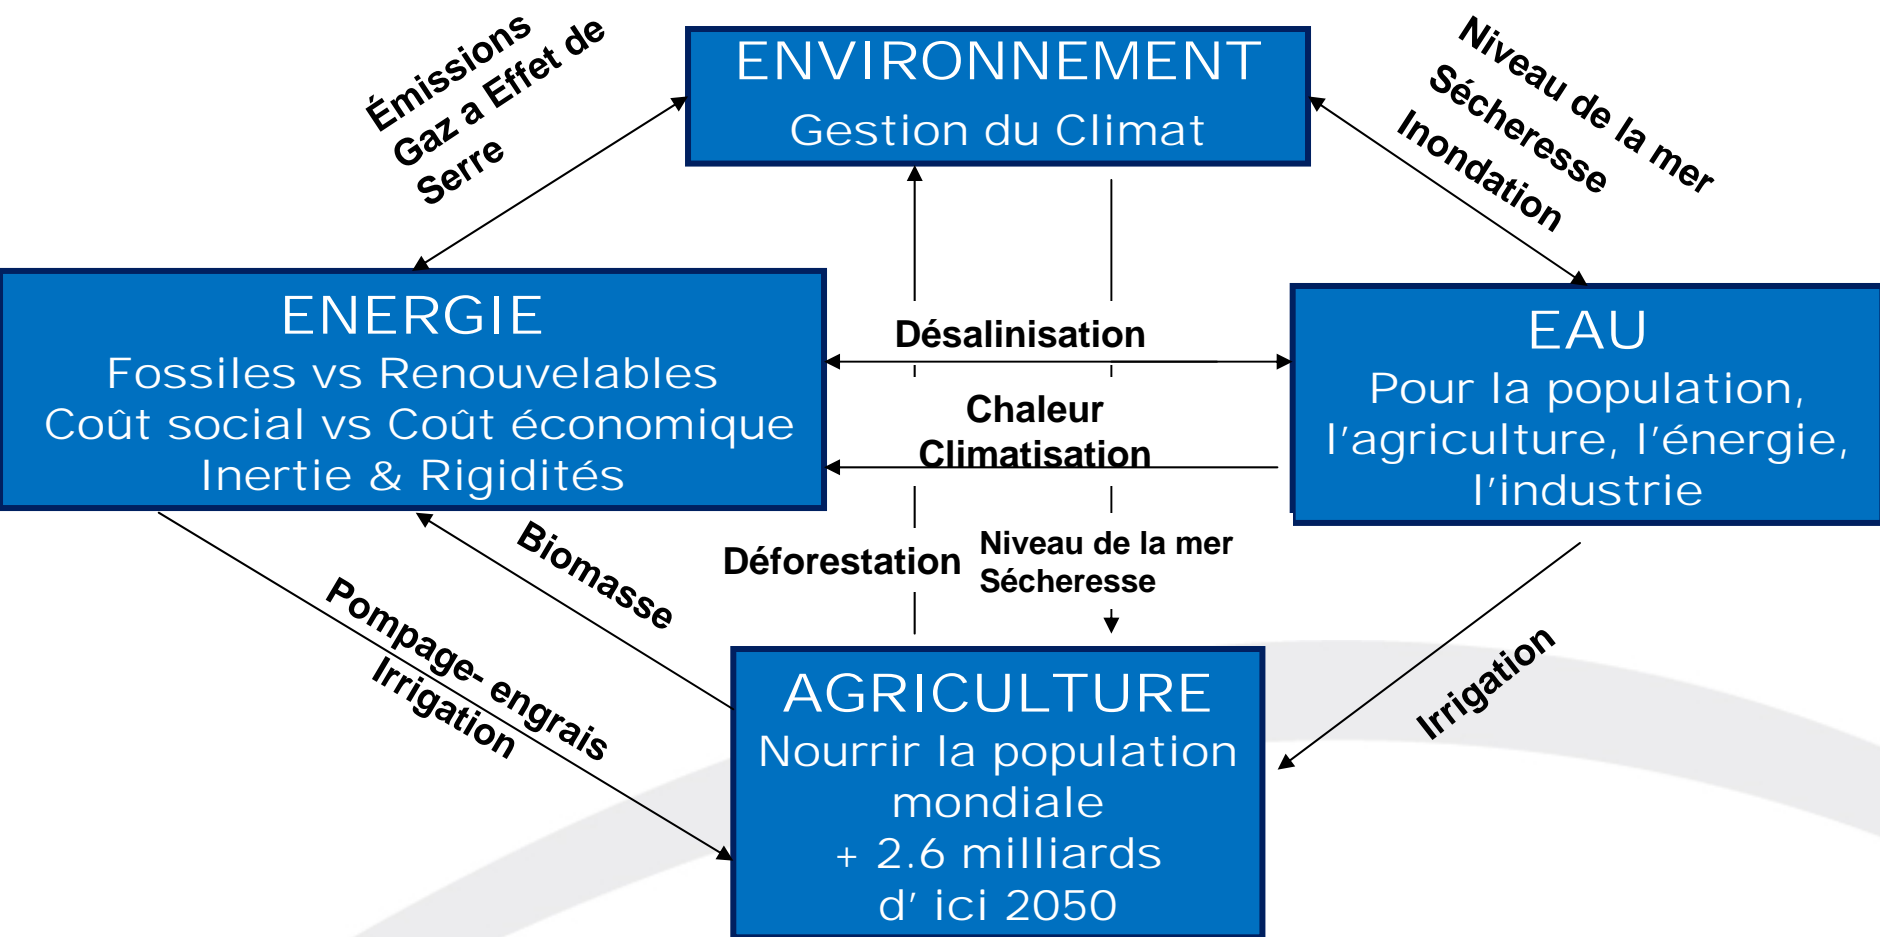 Émissions
Gaz a Effet de
Serre
ENVIRONNEMENT
Gestion du Climat
Niveau de la mer
Sécheresse
Inondation
ENERGIE
Fossiles vs Renouvelables
Coût social vs Coût économique
Inertie & Rigidités
Désalinisation
Chaleur
Climatisation
EAU
Pour la population,
l’agriculture, l’énergie,
l’industrie
Biomasse
Déforestation
Niveau de la mer
Sécheresse
Pompage- engrais
Irrigation
Irrigation
AGRICULTURE
Nourrir la population
mondiale
+ 2.6 milliards
d’ ici 2050